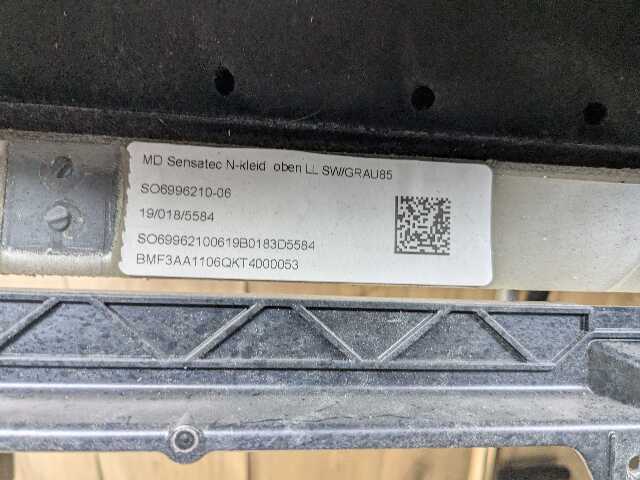 MD Sensatec N-kleid oben LL SW/GRAU85
SO6996210-06
19/018/5584
SO69962100619B0183D5584
BMF3AA1106QKT4000053